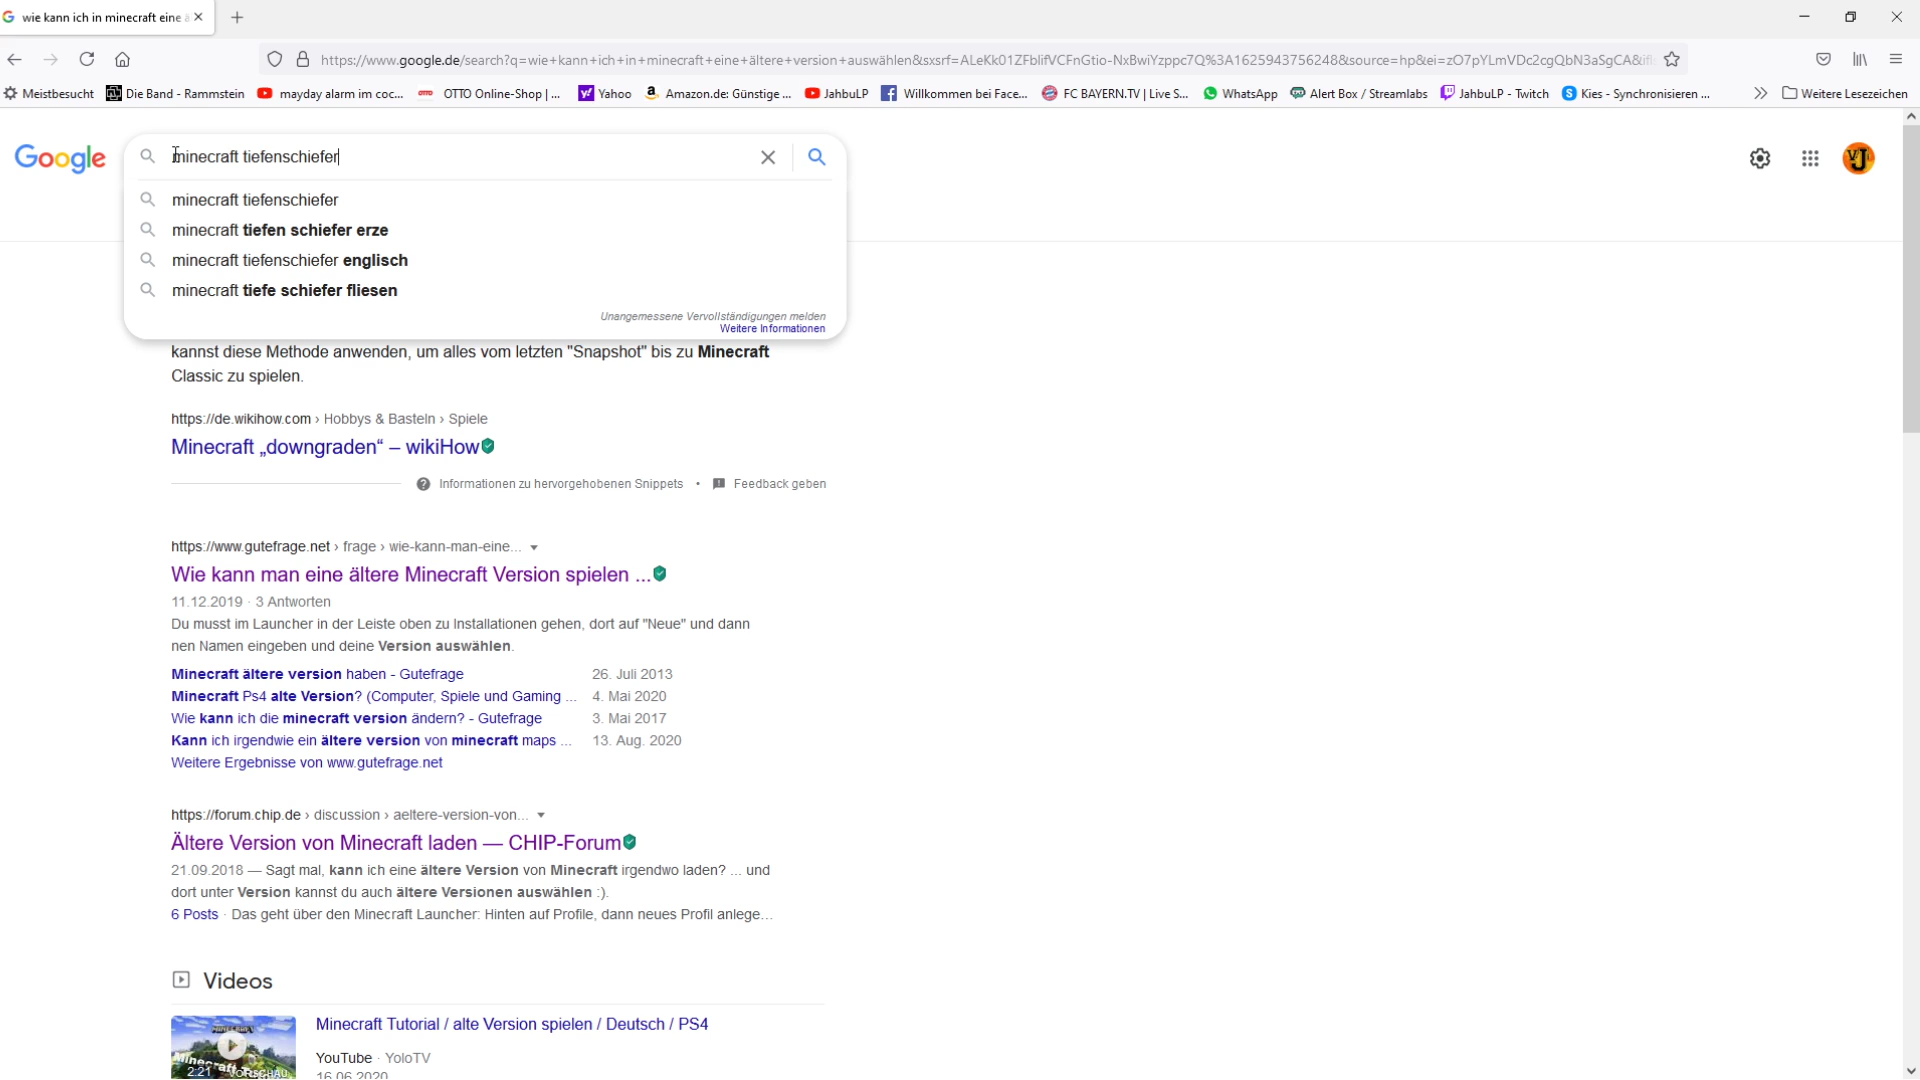 wie kann ich in minecraft eine ä
https://www.google.de/search?q=wie+kann+ich+in+minecraft+eine+ältere+version+auswählen&sxsrf=ALeKk01ZFblifVCFnGtio-NxBwiYzppc7Q%3A1625943756248&source=hp&ei=zO7pYLmVDc2cgQbN3aSgCA&ifl
Meistbesucht Die Band - Rammstein mayday alarm im coc... OTTO Online-Shop |... Yahoo Amazon.de: Günstige ... JahbuLP Willkommen bei Face... FC BAYERN.TV | Live S... WhatsApp Alert Box / Streamlabs JahbuLP - Twitch Kies - Synchronisieren ... Weitere Lesezeichen
Google
minecraft tiefenschiefer
minecraft tiefenschiefer
minecraft tiefen schiefer erze
minecraft tiefenschiefer englisch
minecraft tiefe schiefer fliesen
Unangemessene Vervollständigungen melden
Weitere Informationen
kannst diese Methode anwenden, um alles vom letzten "Snapshot" bis zu Minecraft
Classic zu spielen.
https://de.wikihow.com › Hobbys & Basteln › Spiele
Minecraft „downgraden“ – wikiHow
Informationen zu hervorgehobenen Snippets • Feedback geben
https://www.gutefrage.net › frage › wie-kann-man-eine...
Wie kann man eine ältere Minecraft Version spielen ...
11.12.2019 · 3 Antworten
Du musst im Launcher in der Leiste oben zu Installationen gehen, dort auf "Neue" und dann
nen Namen eingeben und deine Version auswählen.
Minecraft ältere version haben - Gutefrage 26. Juli 2013
Minecraft Ps4 alte Version? (Computer, Spiele und Gaming ... 4. Mai 2020
Wie kann ich die minecraft version ändern? - Gutefrage 3. Mai 2017
Kann ich irgendwie ein ältere version von minecraft maps ... 13. Aug. 2020
Weitere Ergebnisse von www.gutefrage.net
https://forum.chip.de › discussion › aeltere-version-von...
Ältere Version von Minecraft laden — CHIP-Forum
21.09.2018 — Sagt mal, kann ich eine ältere Version von Minecraft irgendwo laden? ... und
dort unter Version kannst du auch ältere Versionen auswählen :).
6 Posts · Das geht über den Minecraft Launcher: Hinten auf Profile, dann neues Profil anlege...
Videos
Minecraft Tutorial / alte Version spielen / Deutsch / PS4
YouTube · YoloTV
16.06.2020
2:21 VORSCHAU